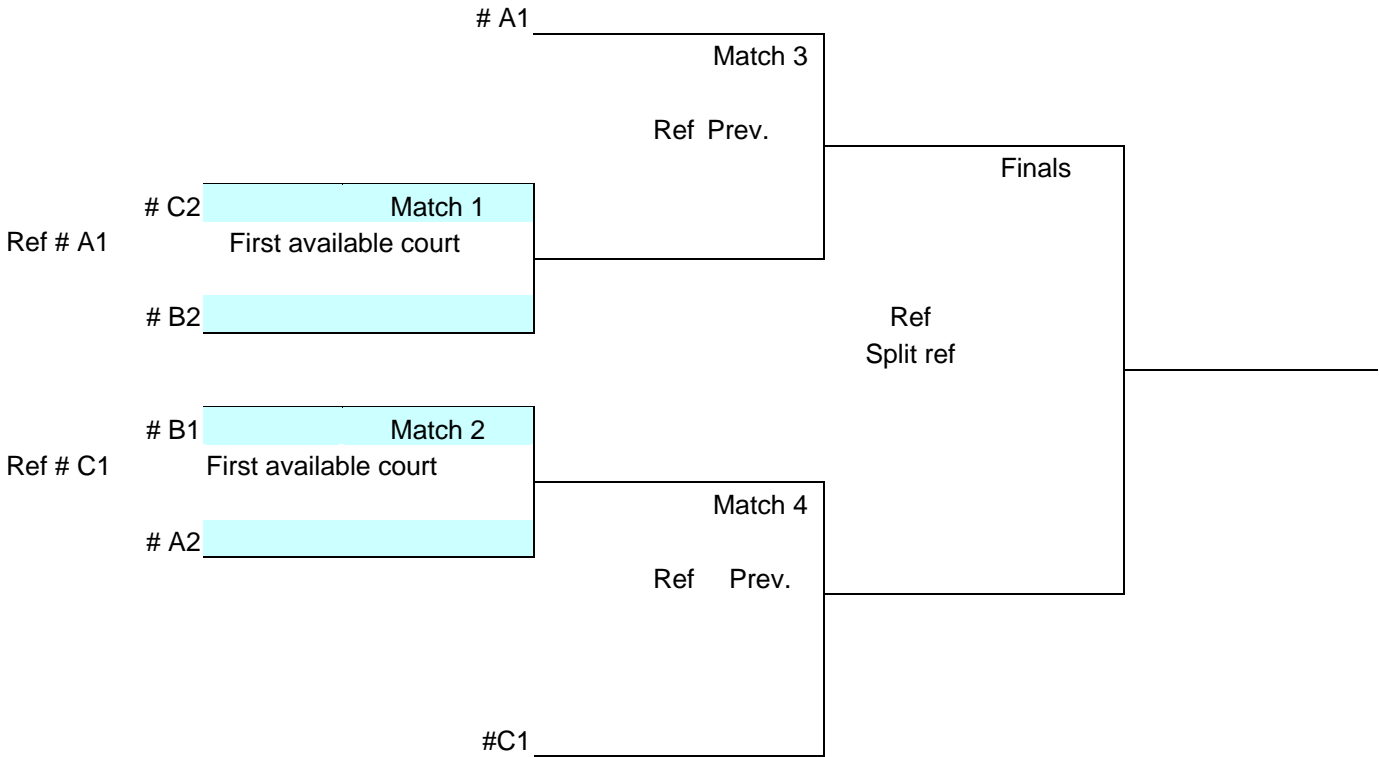 # A1
Match 3
Ref Prev.
Finals
# C2 Match 1
Ref # A1 First available court
# B2
Ref
Split ref
# B1 Match 2
Ref # C1 First available court
Match 4
# A2
Ref Prev.
#C1